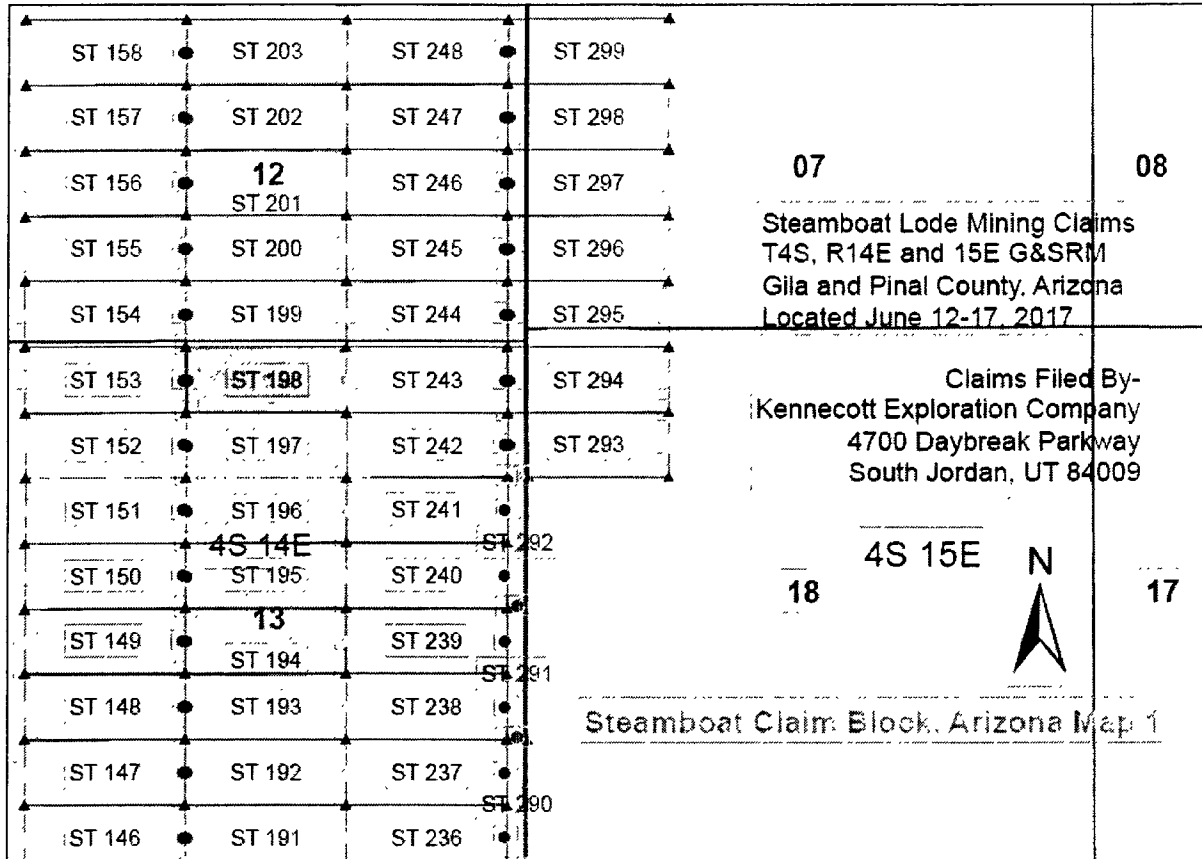 ST 158 ST 203 ST 248 ST 299
ST 157 ST 202 ST 247 ST 298
12 07 08
ST 156 ST 246 ST 297
ST 201
Steamboat Lode Mining Claims
ST 155 ST 200 ST 245 ST 296
T4S, R14E and 15E G&SRM
Gila and Pinal County, Arizona
ST 154 ST 199 ST 244 ST 295
Located June 12-17, 2017
ST 153 ST 198 ST 243 ST 294
Claims Filed By-
Kennecott Exploration Company
ST 152 ST 197 ST 242 ST 293
4700 Daybreak Parkway
South Jordan, UT 84009
ST 151 ST 196 ST 241
4S 14E ST 292 4S 15E N
ST 150 ST 195 ST 240
18 17
13
ST 149 ST 239
ST 194
ST 291
ST 148 ST 193 ST 238
Steamboat Claim Block, Arizona Map 1
ST 147 ST 192 ST 237
ST 290
ST 146 ST 191 ST 236